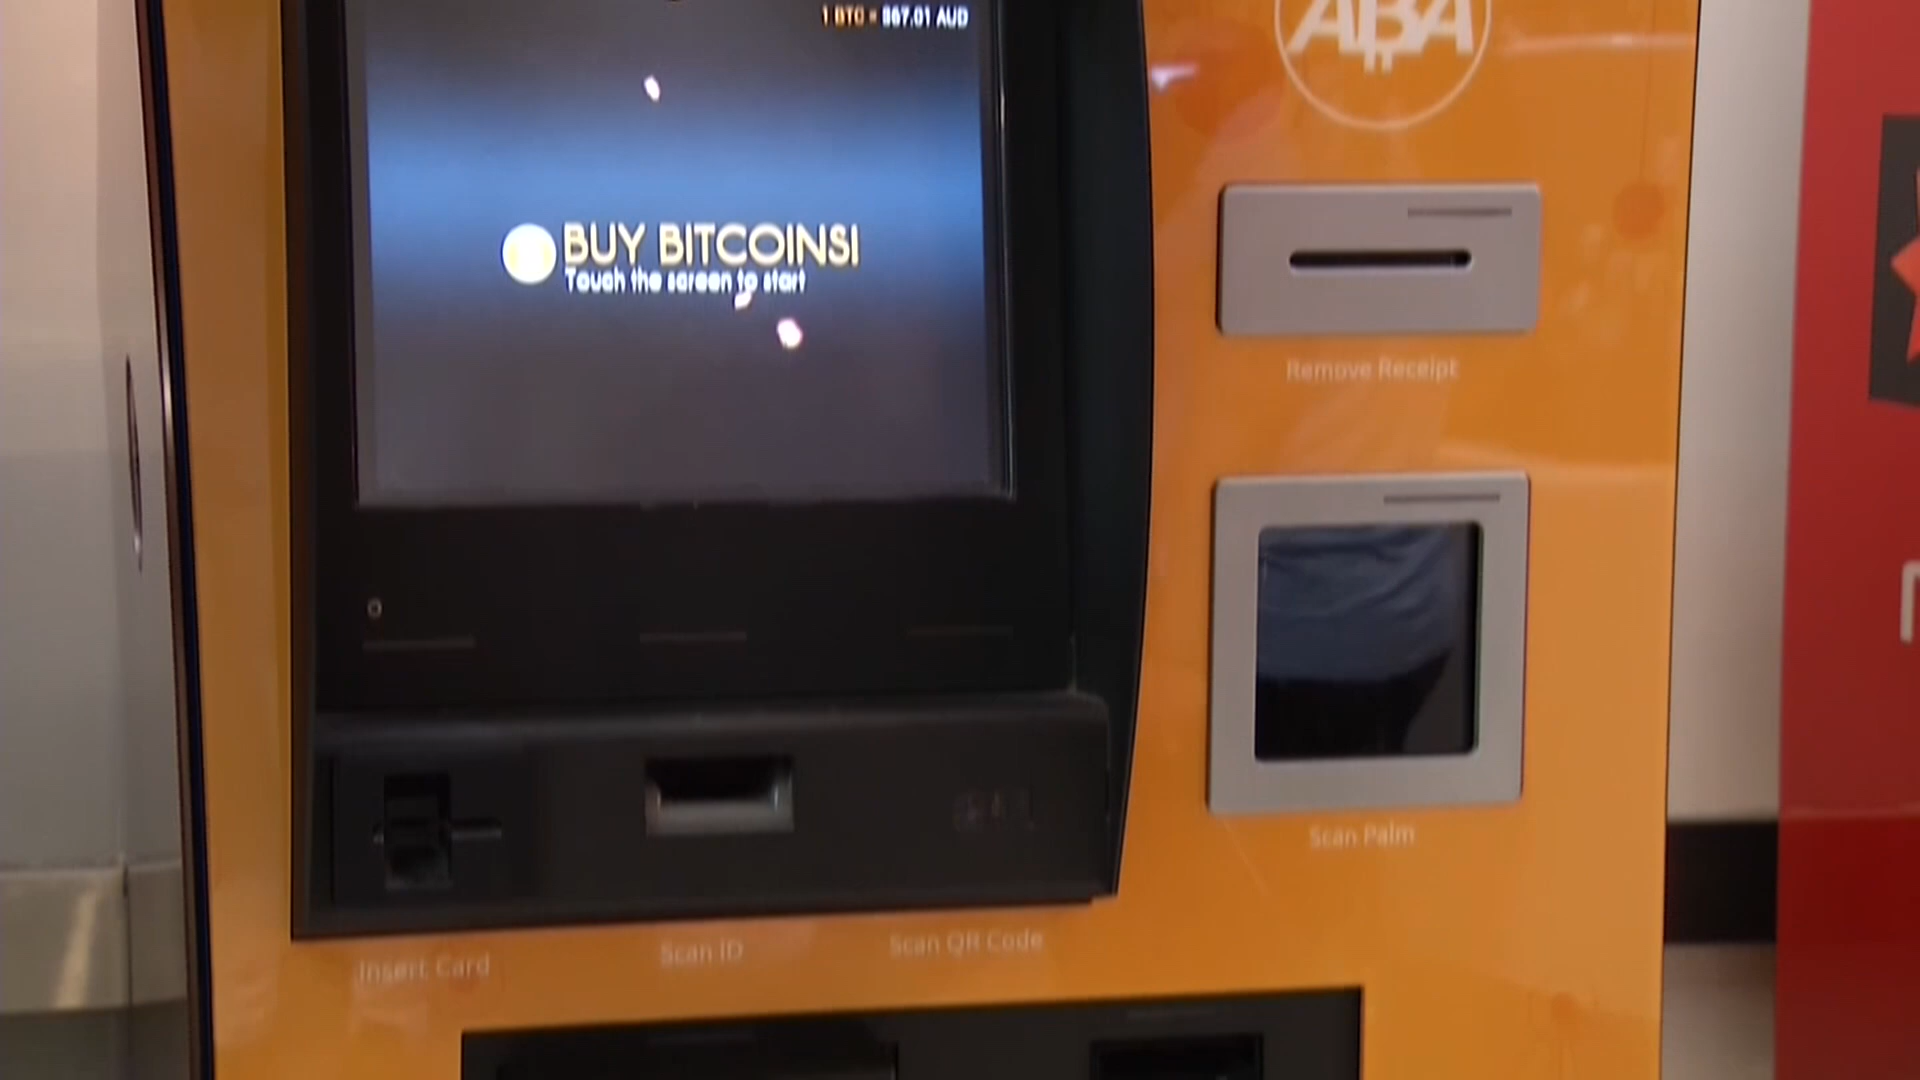 1 BTC = 867.01 AUD
ABA
BUY BITCOINS!
Touch the screen to start
Remove Receipt
Scan Palm
Insert Card
Scan ID
Scan QR Code